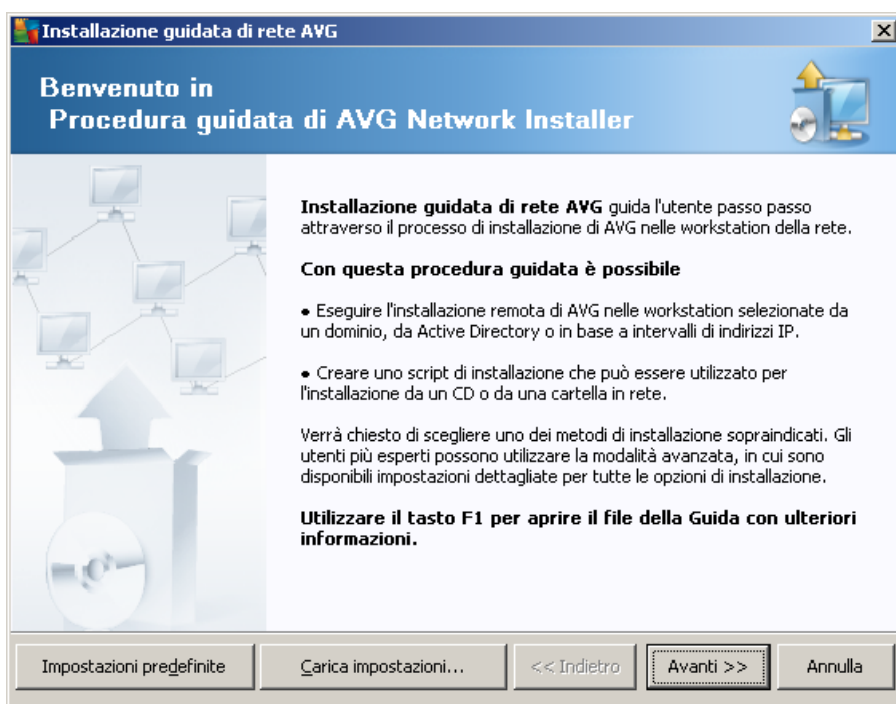 Installazione guidata di rete AVG
Benvenuto in
Procedura guidata di AVG Network Installer
Installazione guidata di rete AVG guida l'utente passo passo
attraverso il processo di installazione di AVG nelle workstation della rete.
Con questa procedura guidata è possibile
• Eseguire l'installazione remota di AVG nelle workstation selezionate da
un dominio, da Active Directory o in base a intervalli di indirizzi IP.
• Creare uno script di installazione che può essere utilizzato per
l'installazione da un CD o da una cartella in rete.
Verrà chiesto di scegliere uno dei metodi di installazione sopraindicati. Gli
utenti più esperti possono utilizzare la modalità avanzata, in cui sono
disponibili impostazioni dettagliate per tutte le opzioni di installazione.
Utilizzare il tasto F1 per aprire il file della Guida con ulteriori
informazioni.
Impostazioni predefinite
Carica impostazioni...
<< Indietro
Avanti >>
Annulla